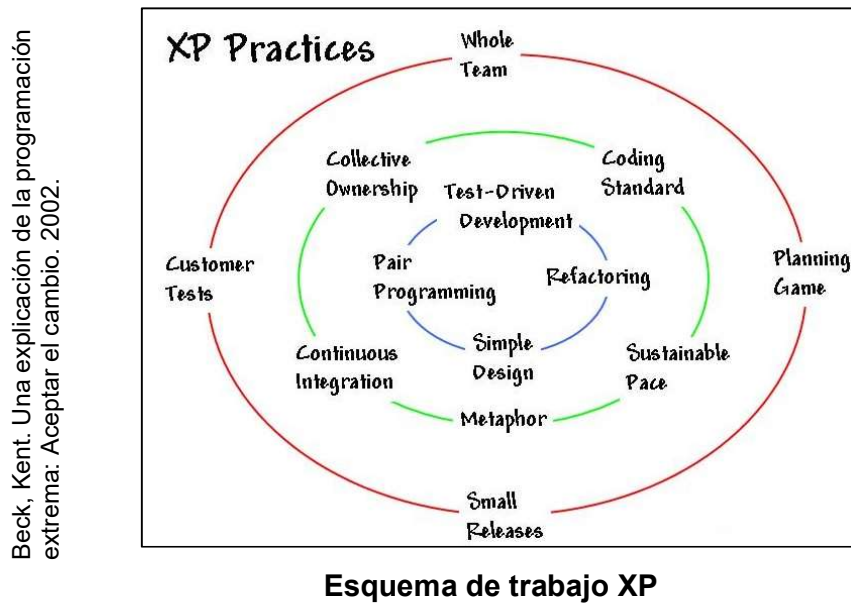 Beck, Kent. Una explicación de la programación
extrema: Aceptar el cambio. 2002.
XP Practices
Whole
Team
Collective
Ownership
Coding
Standard
Test-Driven
Development
Customer
Tests
Pair
Programming
Refactoring
Planning
Game
Continuous
Integration
Simple
Design
Sustainable
Pace
Metaphor
Small
Releases
Esquema de trabajo XP